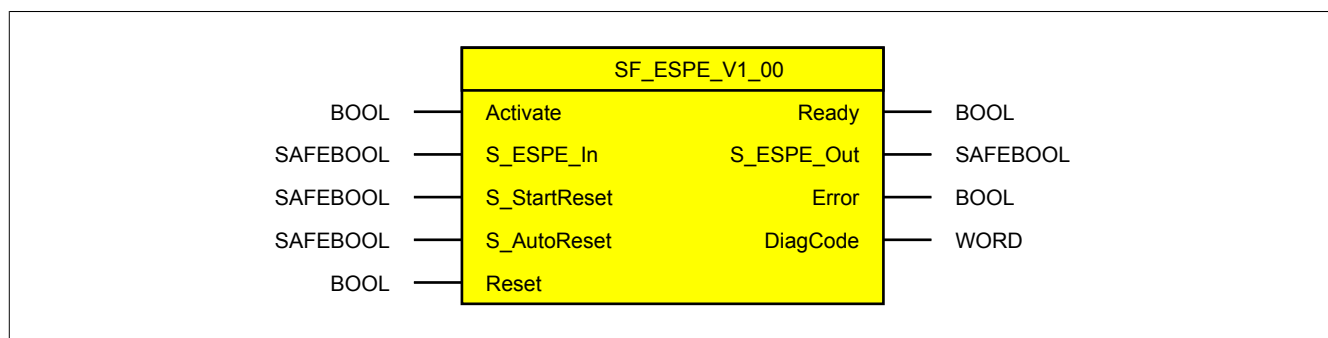 SF_ESPE_V1_00
BOOL Activate Ready BOOL
SAFEBOOL S_ESPE_In S_ESPE_Out SAFEBOOL
SAFEBOOL S_StartReset Error BOOL
SAFEBOOL S_AutoReset DiagCode WORD
BOOL Reset